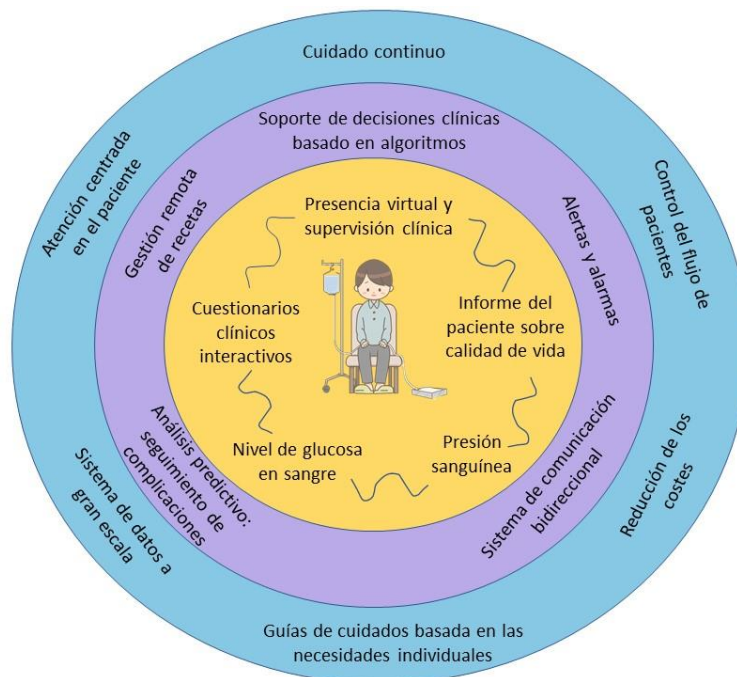 Cuidado continuo
Atención centrada
en el paciente
Control del flujo de
pacientes
Sistema de datos a
gran escala
Reducción de los
costes
Guías de cuidados basada en las
necesidades individuales
Soporte de decisiones clínicas
basado en algoritmos
Gestión remota
de recetas
Alertas y alarmas
Análisis predictivo:
seguimiento de
complicaciones
Sistema de comunicación
bidireccional
Presencia virtual y
supervisión clínica
Cuestionarios
clínicos
interactivos
Informe del
paciente sobre
calidad de vida
Nivel de glucosa
en sangre
Presión
sanguínea